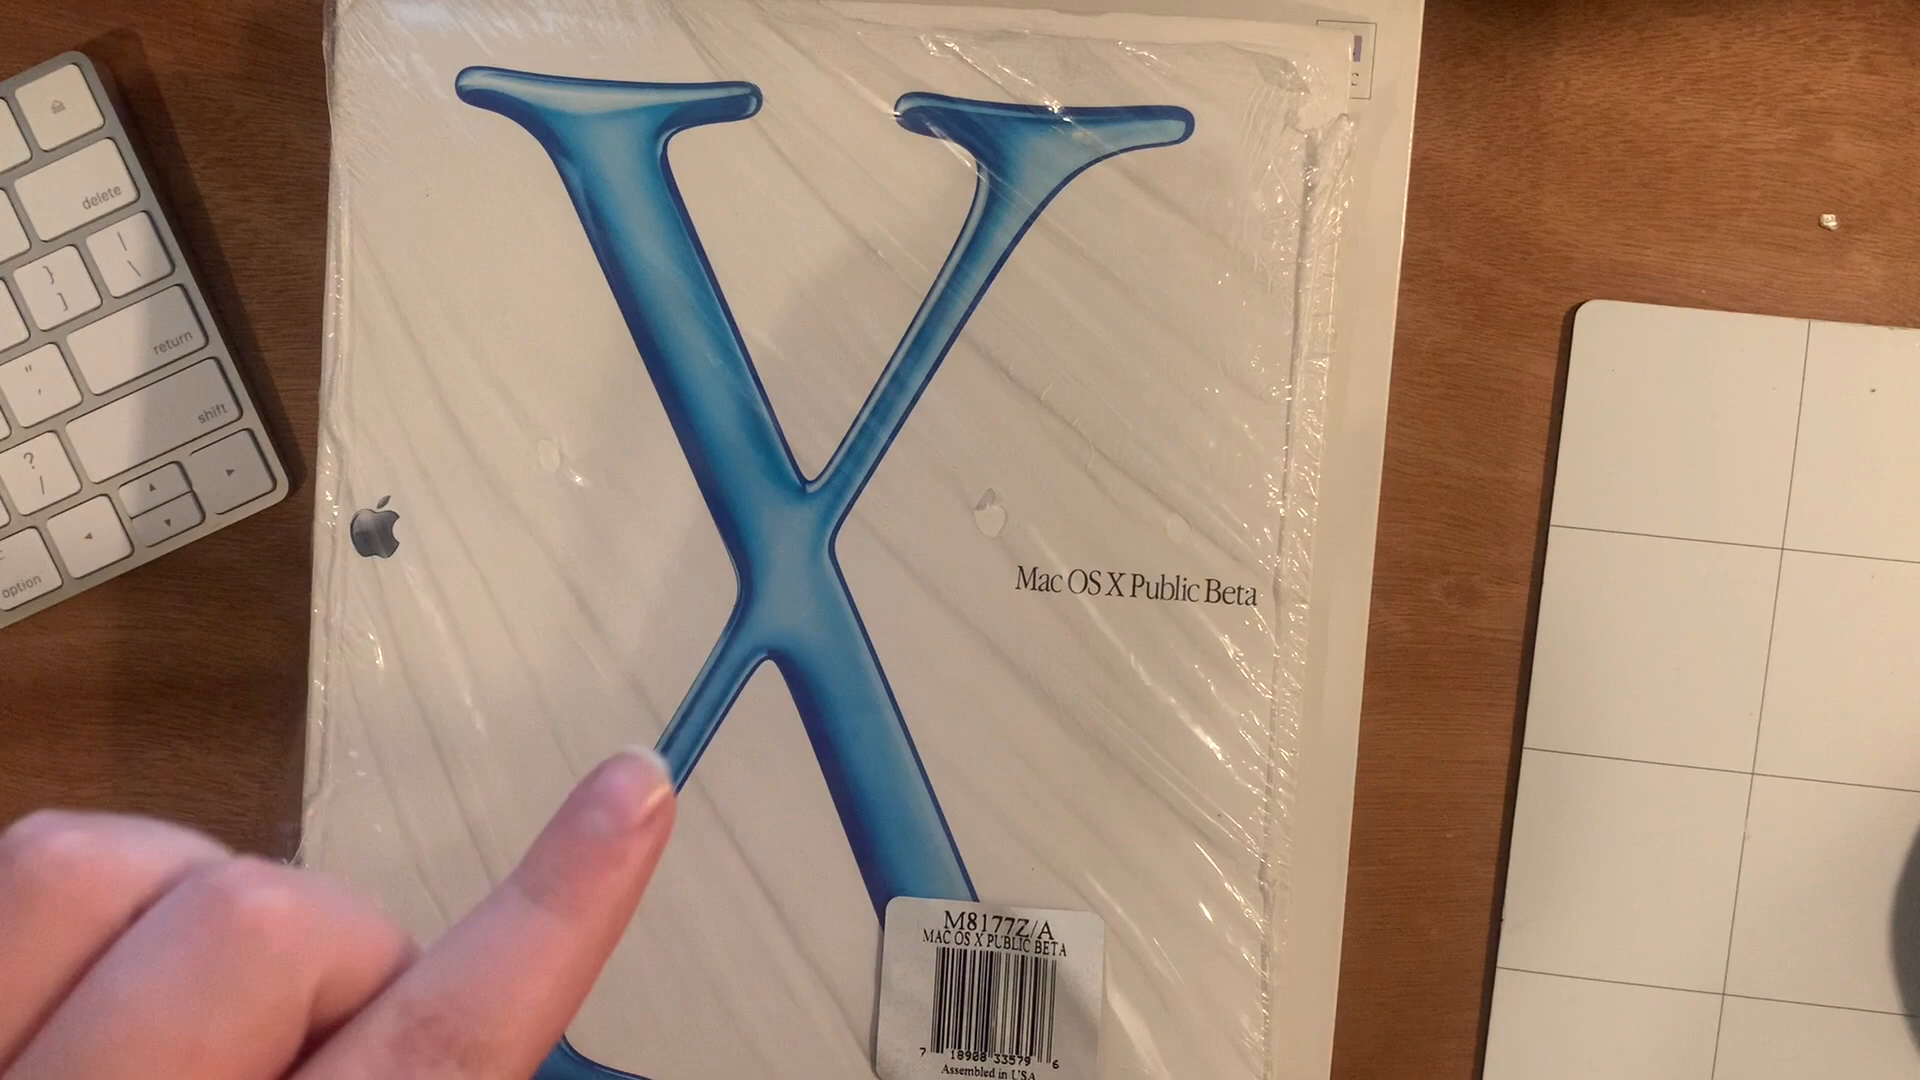 delete
|
\
}
]
return
"
,
shift
?
/
option
C
X
Mac OS X Public Beta
M8177Z/A
MAC OS X PUBLIC BETA
7 18908 33579 6
Assembled in USA